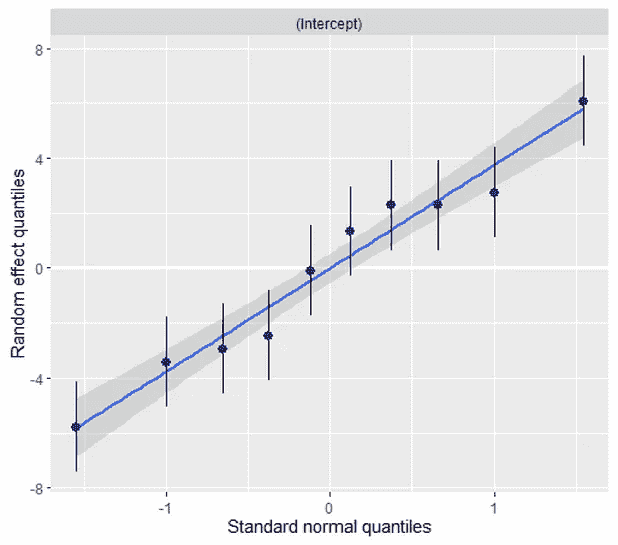 (Intercept)
8
4
0
-4
-8
Random effect quantiles
-1
0
1
Standard normal quantiles